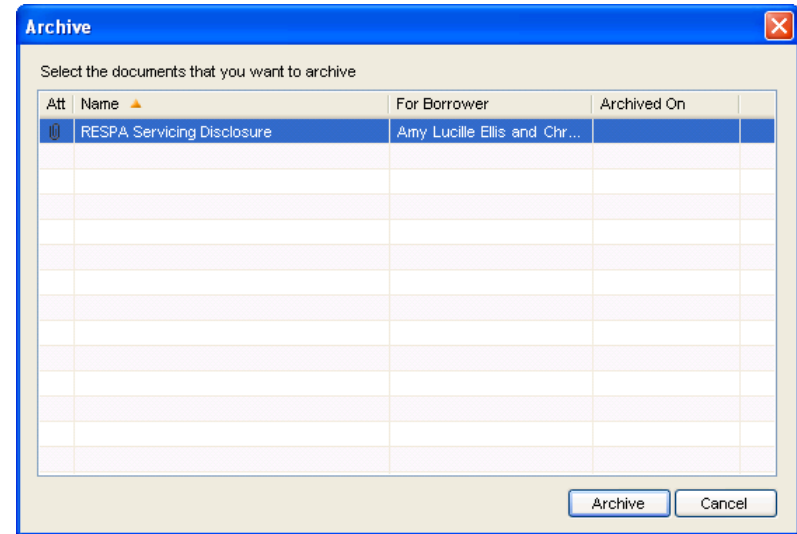 Archive
Select the documents that you want to archive
Att Name For Borrower Archived On
RESPA Servicing Disclosure Amy Lucille Ellis and Chr...
Archive Cancel